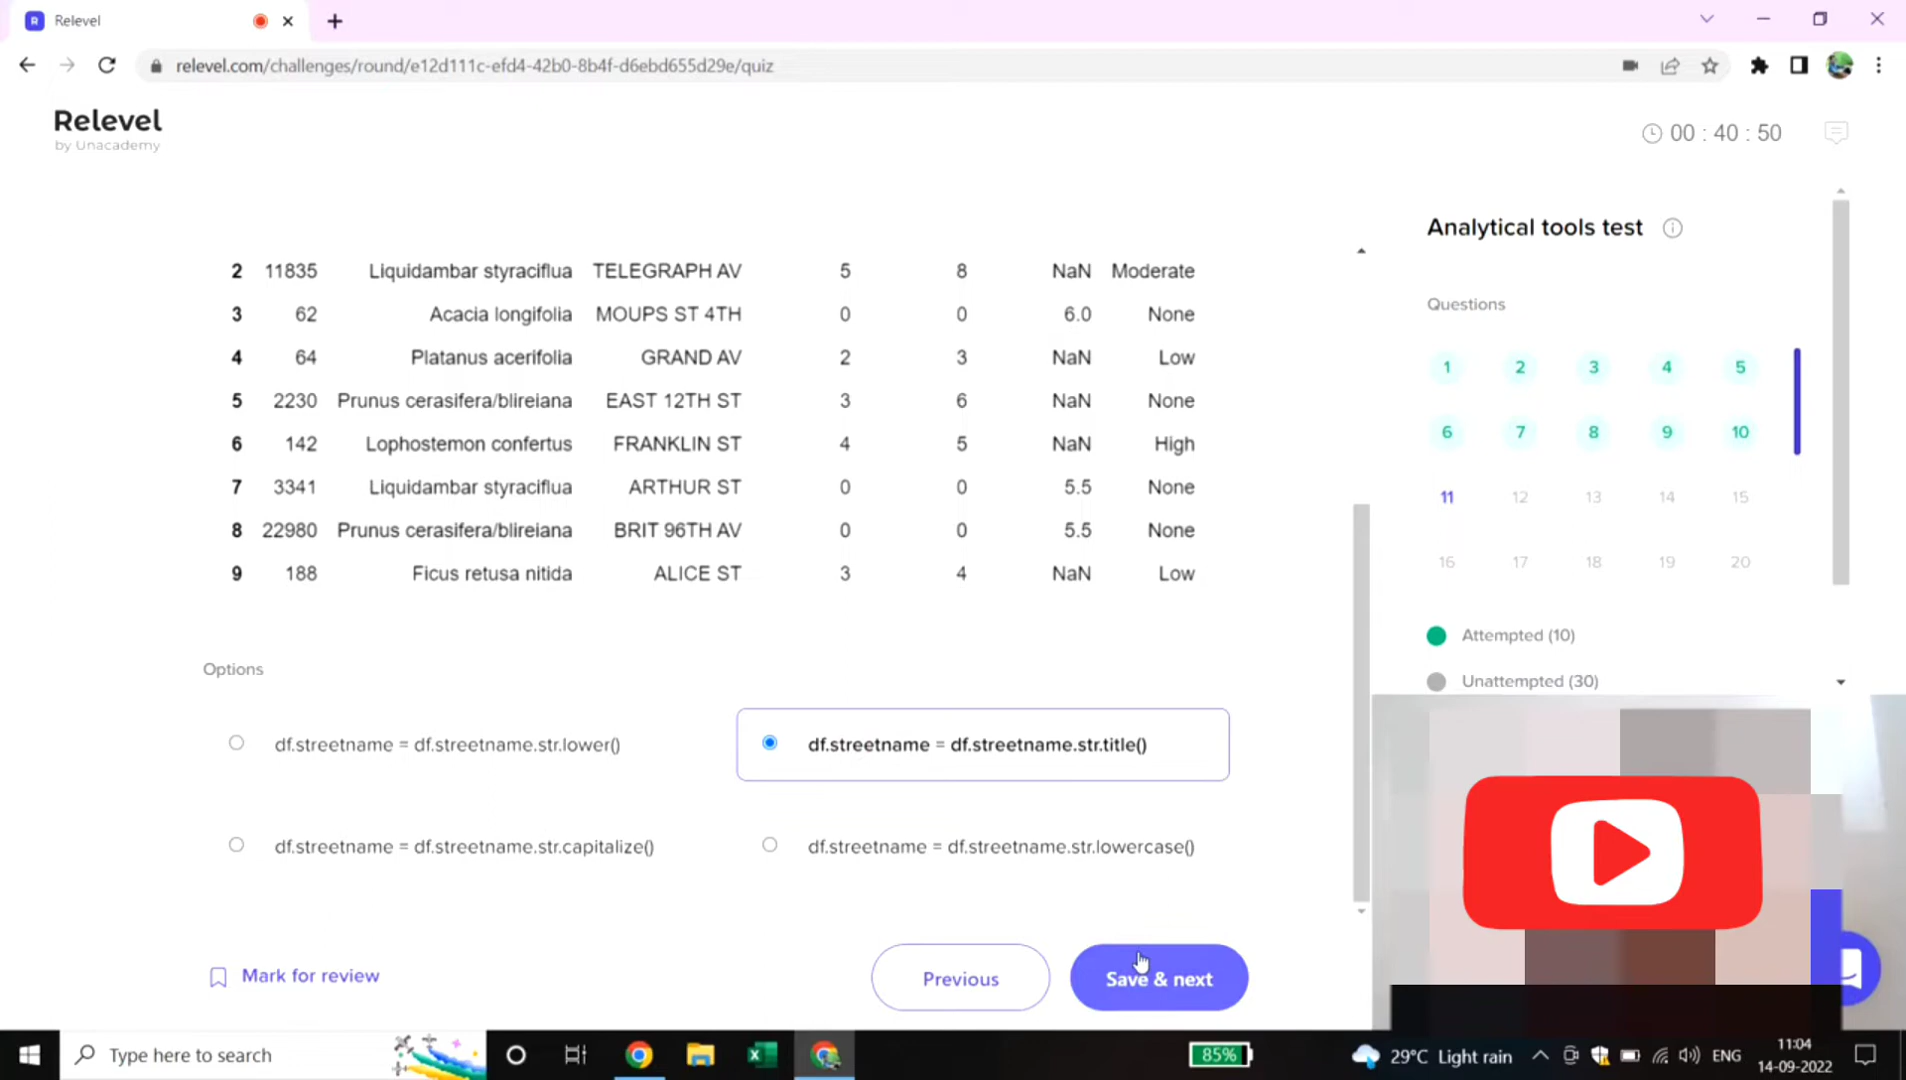 R Relevel
relevel.com/challenges/round/e12d111c-efd4-42b0-8b4f-d6ebd655d29e/quiz
Relevel
by Unacademy
00 : 40 : 50
2 11835 Liquidambar styraciflua TELEGRAPH AV 5 8 NaN Moderate
3 62 Acacia longifolia MOUPS ST 4TH 0 0 6.0 None
4 64 Platanus acerifolia GRAND AV 2 3 NaN Low
5 2230 Prunus cerasifera/blireiana EAST 12TH ST 3 6 NaN None
6 142 Lophostemon confertus FRANKLIN ST 4 5 NaN High
7 3341 Liquidambar styraciflua ARTHUR ST 0 0 5.5 None
8 22980 Prunus cerasifera/blireiana BRIT 96TH AV 0 0 5.5 None
9 188 Ficus retusa nitida ALICE ST 3 4 NaN Low
Options
df.streetname = df.streetname.str.lower()
df.streetname = df.streetname.str.title()
df.streetname = df.streetname.str.capitalize()
df.streetname = df.streetname.str.lowercase()
Mark for review
Previous
Save & next
Analytical tools test
Questions
1 2 3 4 5
6 7 8 9 10
11 12 13 14 15
16 17 18 19 20
Attempted (10)
Unattempted (30)
Type here to search
85%
29°C Light rain
ENG
11:04
14-09-2022